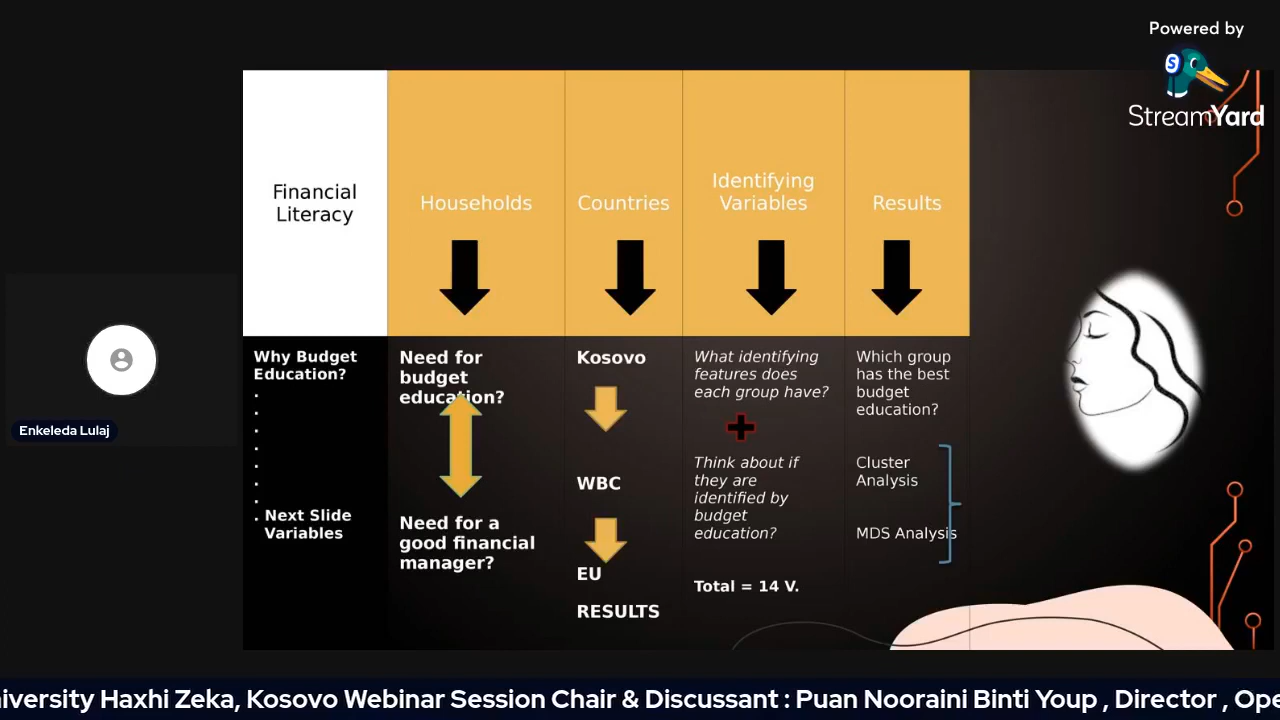 Powered by
S
StreamYard
Financial
Literacy
Households
Countries
Identifying
Variables
Results
Why Budget
Education?
.
.
.
.
.
.
.
. Next Slide
Variables
Need for
budget
education?
Need for a
good financial
manager?
Kosovo
WBC
EU
RESULTS
What identifying
features does
each group have?
Think about if
they are
identified by
budget
education?
Total = 14 V.
Which group
has the best
budget
education?
Cluster
Analysis
MDS Analysis
Enkeleda Lulaj
iversity Haxhi Zeka, Kosovo Webinar Session Chair & Discussant : Puan Nooraini Binti Youp , Director , Ope